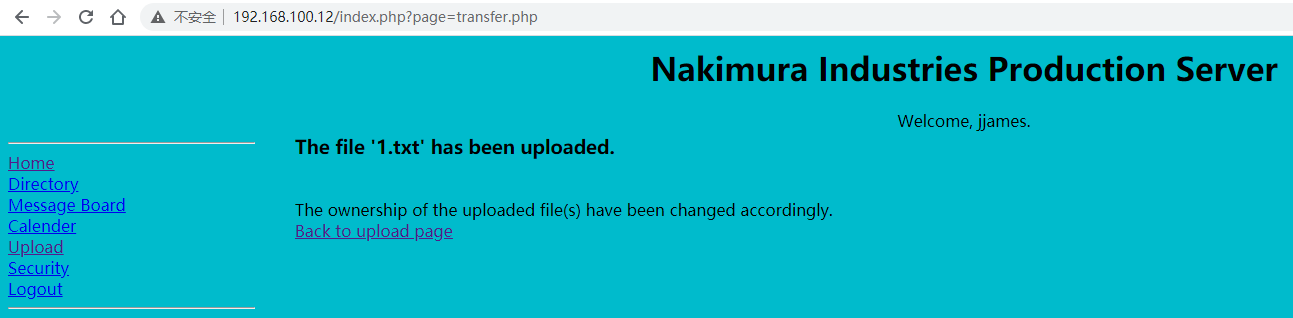 不安全 192.168.100.12/index.php?page=transfer.php
Nakimura Industries Production Server
Welcome, jjames.
The file '1.txt' has been uploaded.
Home
Directory
Message Board
Calender
Upload
Security
Logout
The ownership of the uploaded file(s) have been changed accordingly.
Back to upload page